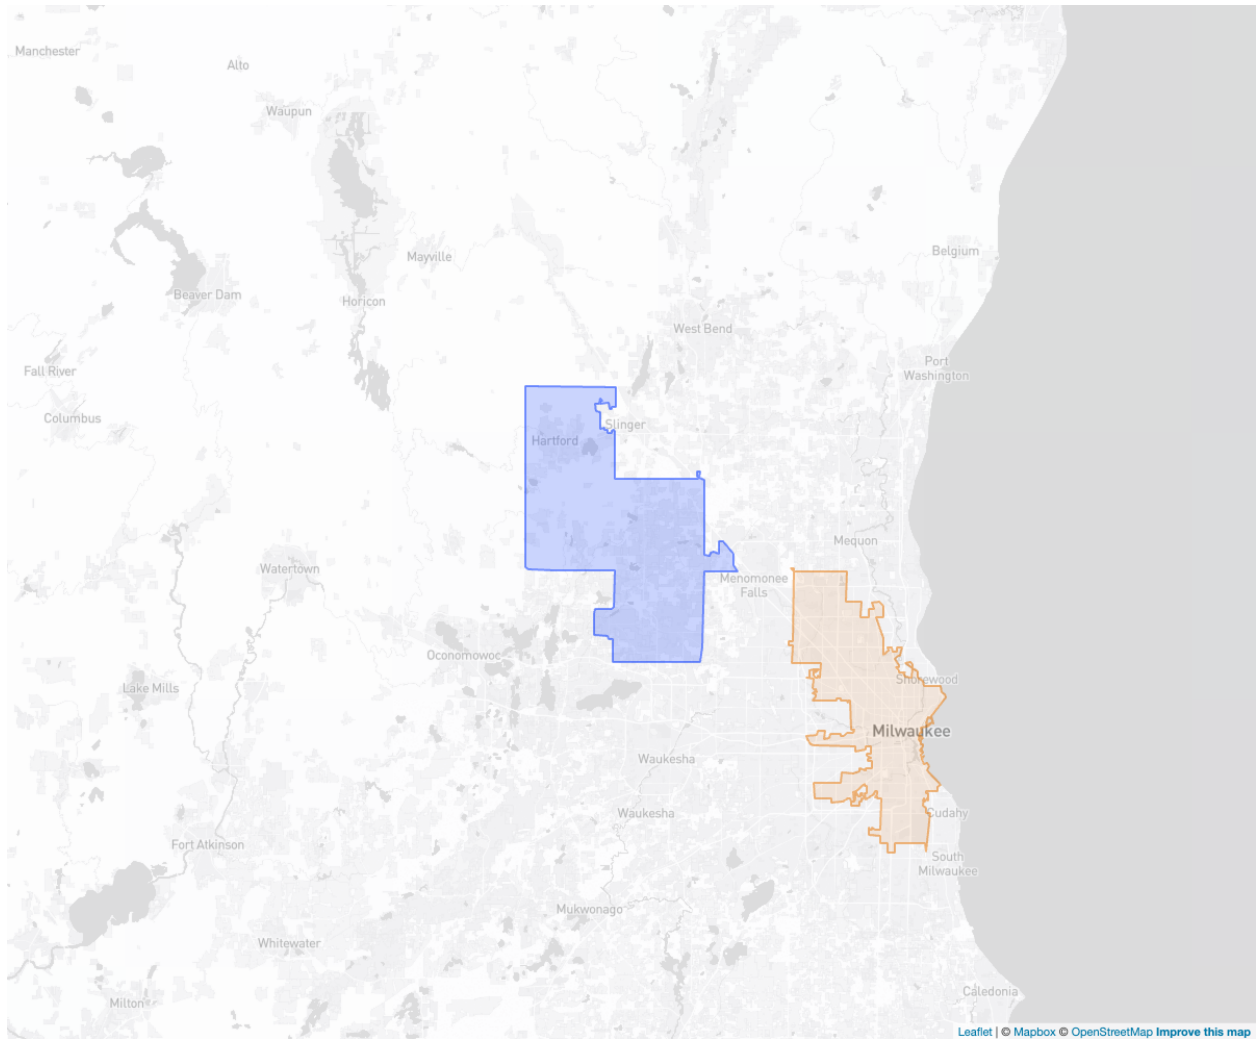 Manchester
Alto
Waupun
Mayville
Belgium
Beaver Dam
Horicon
West Bend
Fall River
Port
Washington
Columbus
Slinger
Hartford
Mequon
Watertown
Menomonee
Falls
Oconomowoc
Shorewood
Lake Mills
Milwaukee
Waukesha
Waukesha
Cudahy
Fort Atkinson
South
Milwaukee
Mukwonago
Whitewater
Caledonia
Milton
Leaflet | © Mapbox © OpenStreetMap Improve this map